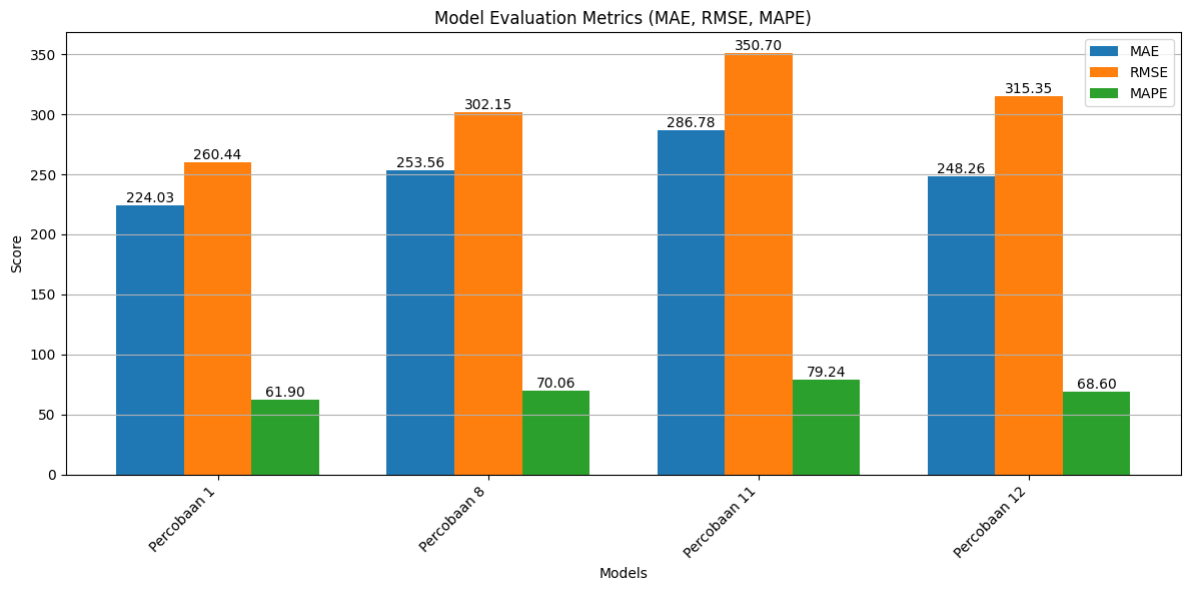 Model Evaluation Metrics (MAE, RMSE, MAPE)
MAE
RMSE
MAPE
Score
350
300
250
200
150
100
50
0
224.03
260.44
61.90
253.56
302.15
70.06
286.78
350.70
79.24
248.26
315.35
68.60
Percobaan 1
Percobaan 8
Percobaan 11
Percobaan 12
Models